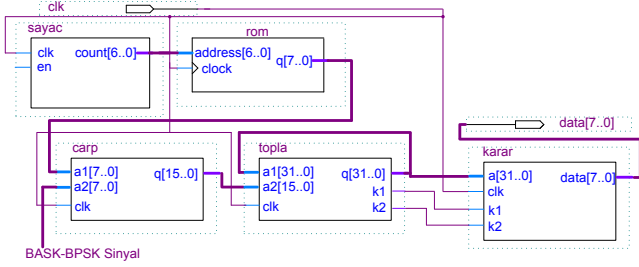 clk
sayac
clk count[6..0]
en
rom
address[6..0] q[7..0]
clock
data[7..0]
carp
a1[7..0] q[15..0]
a2[7..0]
clk
topla
a1[31..0] q[31..0]
a2[15..0] k1
clk k2
karar
a[31..0] data[7..0]
clk
k1
k2
BASK-BPSK Sinyal